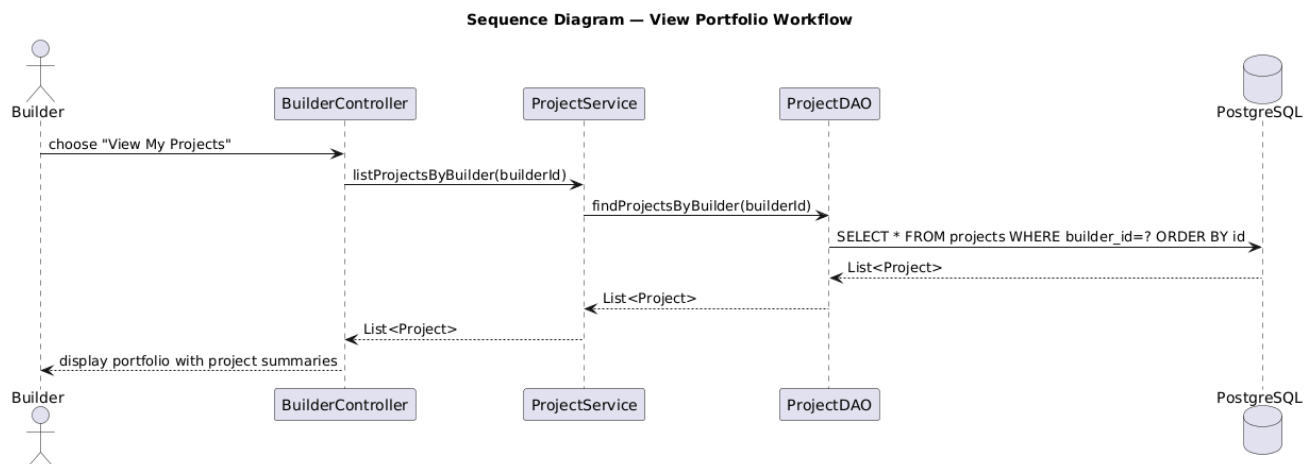 Sequence Diagram — View Portfolio Workflow
Builder
BuilderController
ProjectService
ProjectDAO
PostgreSQL
choose "View My Projects"
listProjectsByBuilder(builderId)
findProjectsByBuilder(builderId)
SELECT * FROM projects WHERE builder_id=? ORDER BY id
List<Project>
List<Project>
List<Project>
display portfolio with project summaries
Builder
BuilderController
ProjectService
ProjectDAO
PostgreSQL